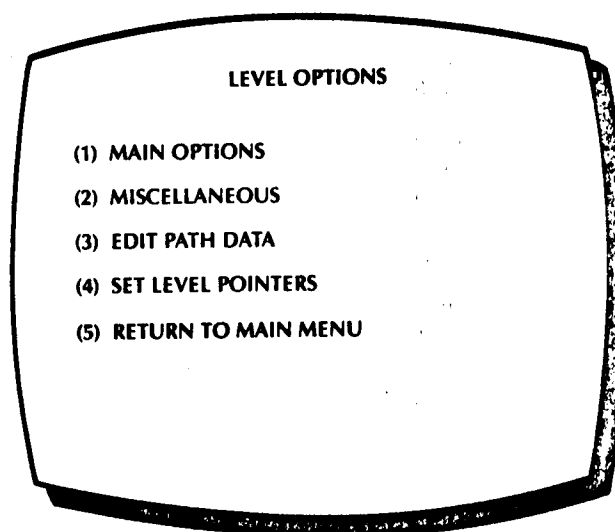 LEVEL OPTIONS
(1) MAIN OPTIONS
(2) MISCELLANEOUS
(3) EDIT PATH DATA
(4) SET LEVEL POINTERS
(5) RETURN TO MAIN MENU